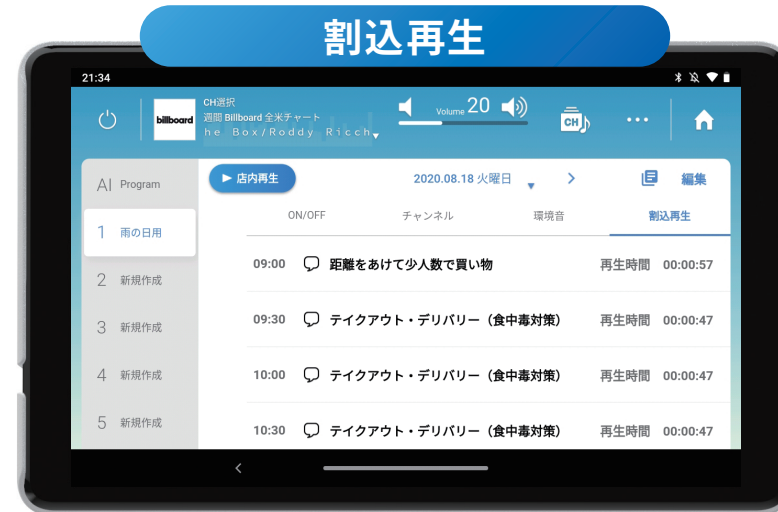 割込再生
21:34
billboard
CH選択
週間 Billboard 全米チャート
he Box/Roddy Ricch
Volume 20
CH
AI Program
1 雨の日用
2 新規作成
3 新規作成
4 新規作成
5 新規作成
店内再生
2020.08.18 火曜日
編集
ON/OFF チャンネル 環境音 割込再生
09:00 距離をあけて少人数で買い物 再生時間 00:00:57
09:30 テイクアウト・デリバリー（食中毒対策） 再生時間 00:00:47
10:00 テイクアウト・デリバリー（食中毒対策） 再生時間 00:00:47
10:30 テイクアウト・デリバリー（食中毒対策） 再生時間 00:00:47